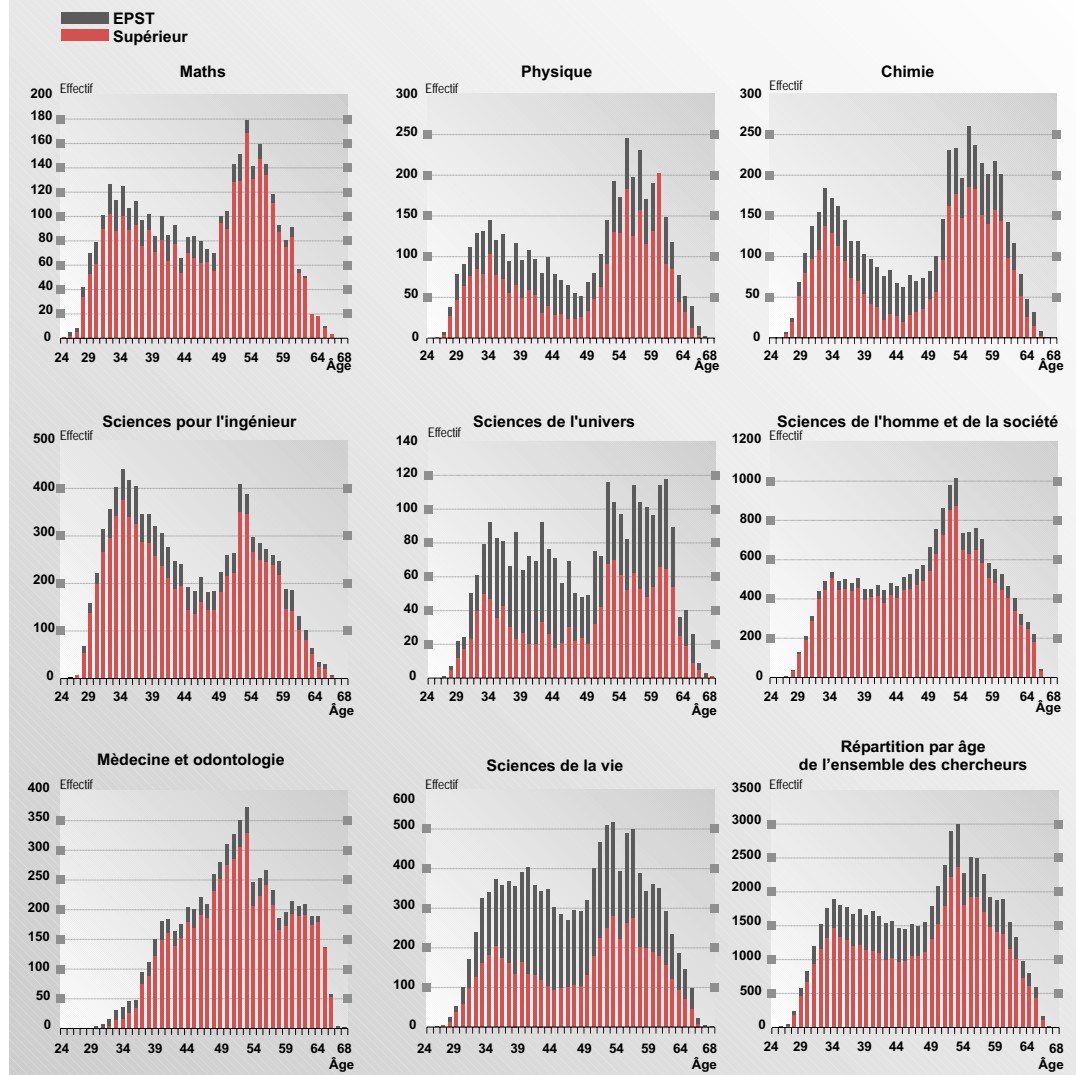 EPST
Supérieur
Maths
Effectif
200
180
160
140
120
100
80
60
40
20
0
24 29 34 39 44 49 53 59 64 68
Âge
Physique
Effectif
300
250
200
150
100
50
0
24 29 34 39 44 49 54 59 64 68
Âge
Chimie
Effectif
300
250
200
150
100
50
0
24 29 34 39 44 49 54 59 64 68
Âge
Sciences pour l'ingénieur
Effectif
500
400
300
200
100
0
24 29 34 39 44 49 54 59 64 68
Âge
Sciences de l'univers
Effectif
140
120
100
80
60
40
20
0
24 29 34 39 44 49 54 59 64 68
Âge
Sciences de l'homme et de la société
Effectif
1200
1000
800
600
400
200
0
24 29 34 39 44 49 54 59 64 68
Âge
Mèdecine et odontologie
Effectif
400
350
300
250
200
150
100
50
0
24 29 34 39 44 49 54 59 64 68
Âge
Sciences de la vie
Effectif
600
500
400
300
200
100
0
24 29 34 39 44 49 54 59 64 68
Âge
Répartition par âge
de l’ensemble des chercheurs
Effectif
3500
3000
2500
2000
1500
1000
500
0
24 29 34 39 44 49 54 59 64 68
Âge